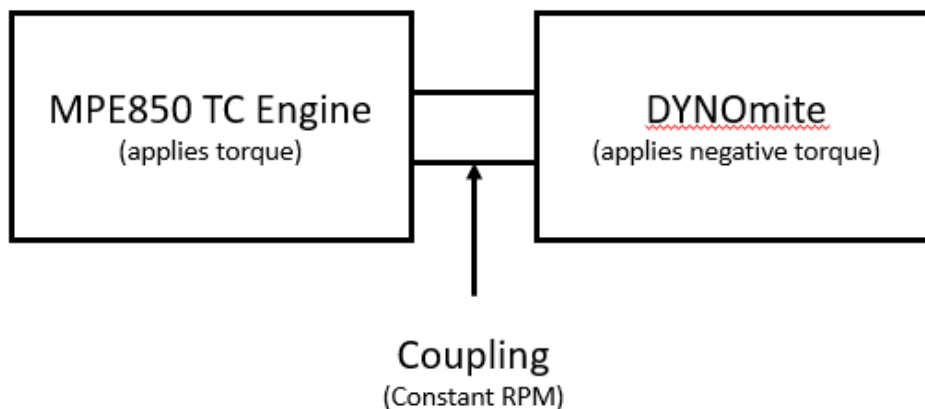 MPE850 TC Engine
(applies torque)
DYNOmite
(applies negative torque)
Coupling
(Constant RPM)